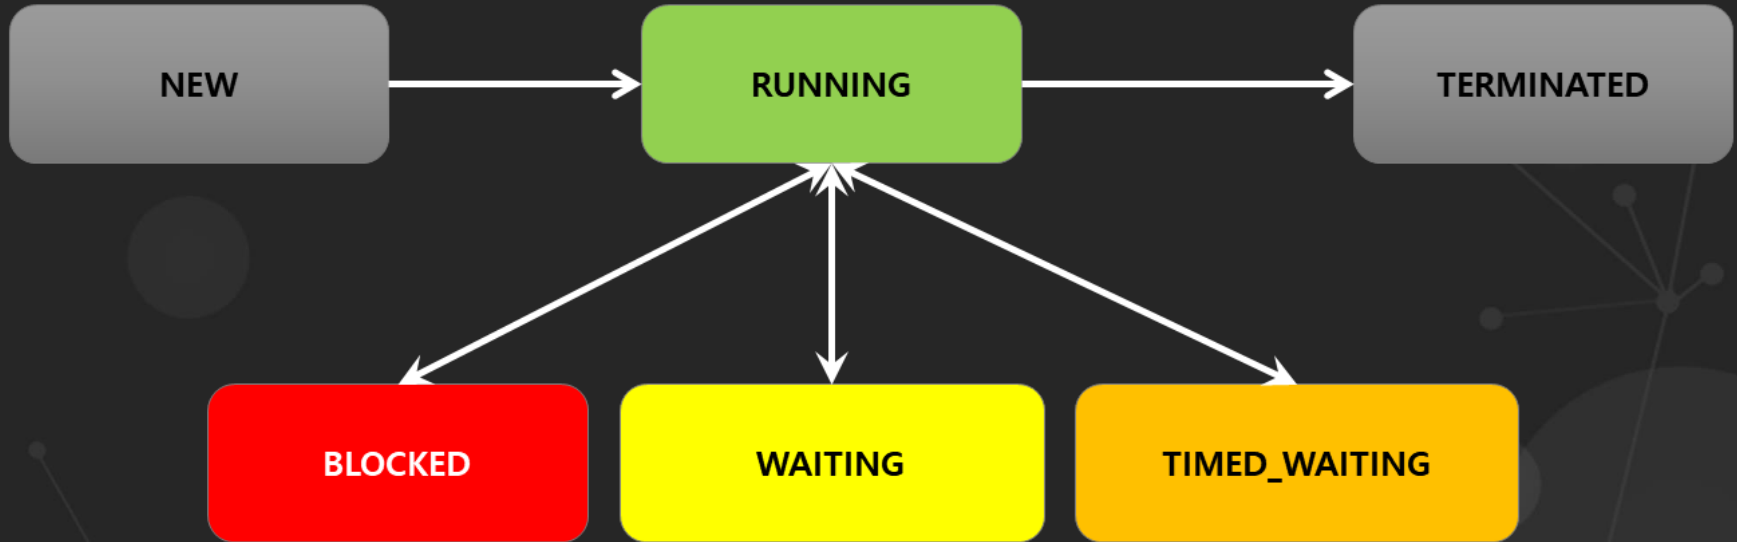 NEW
RUNNING
TERMINATED
BLOCKED
WAITING
TIMED_WAITING